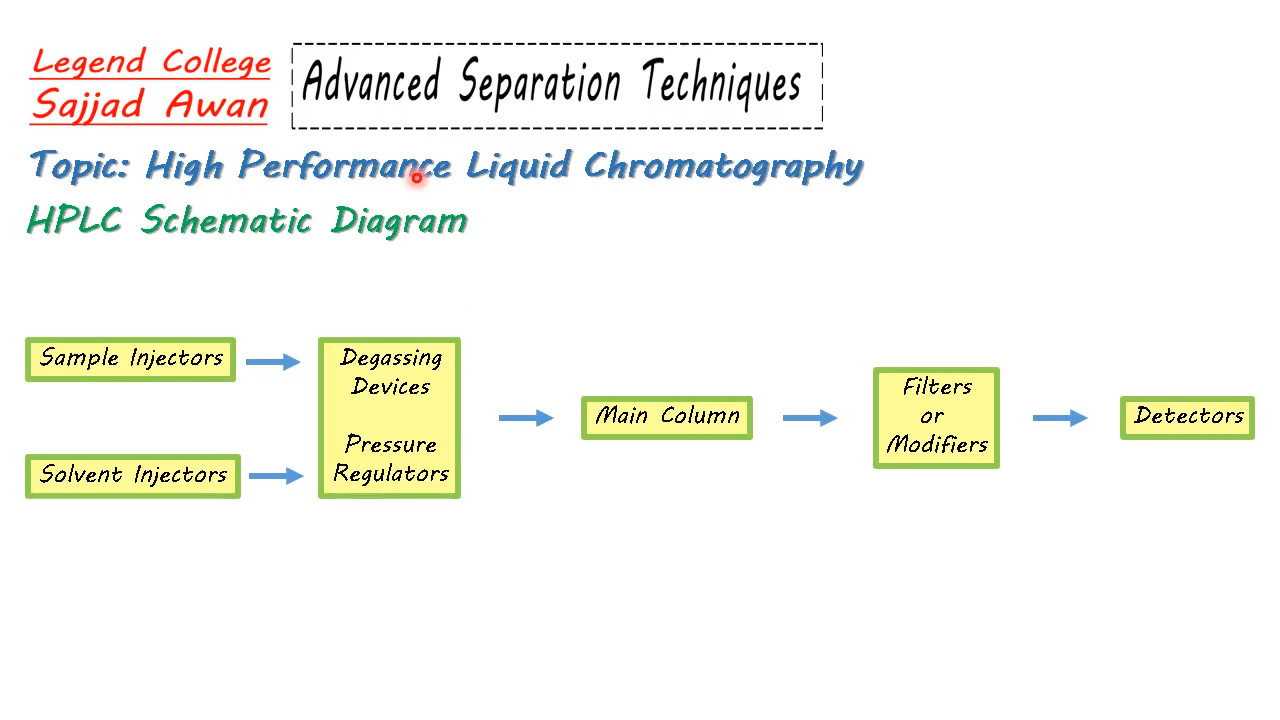 Legend College
Sajjad Awan
Advanced Separation Techniques
Topic: High Performance Liquid Chromatography
HPLC Schematic Diagram
Sample Injectors
Solvent Injectors
Degassing
Devices
Pressure
Regulators
Main Column
Filters
or
Modifiers
Detectors